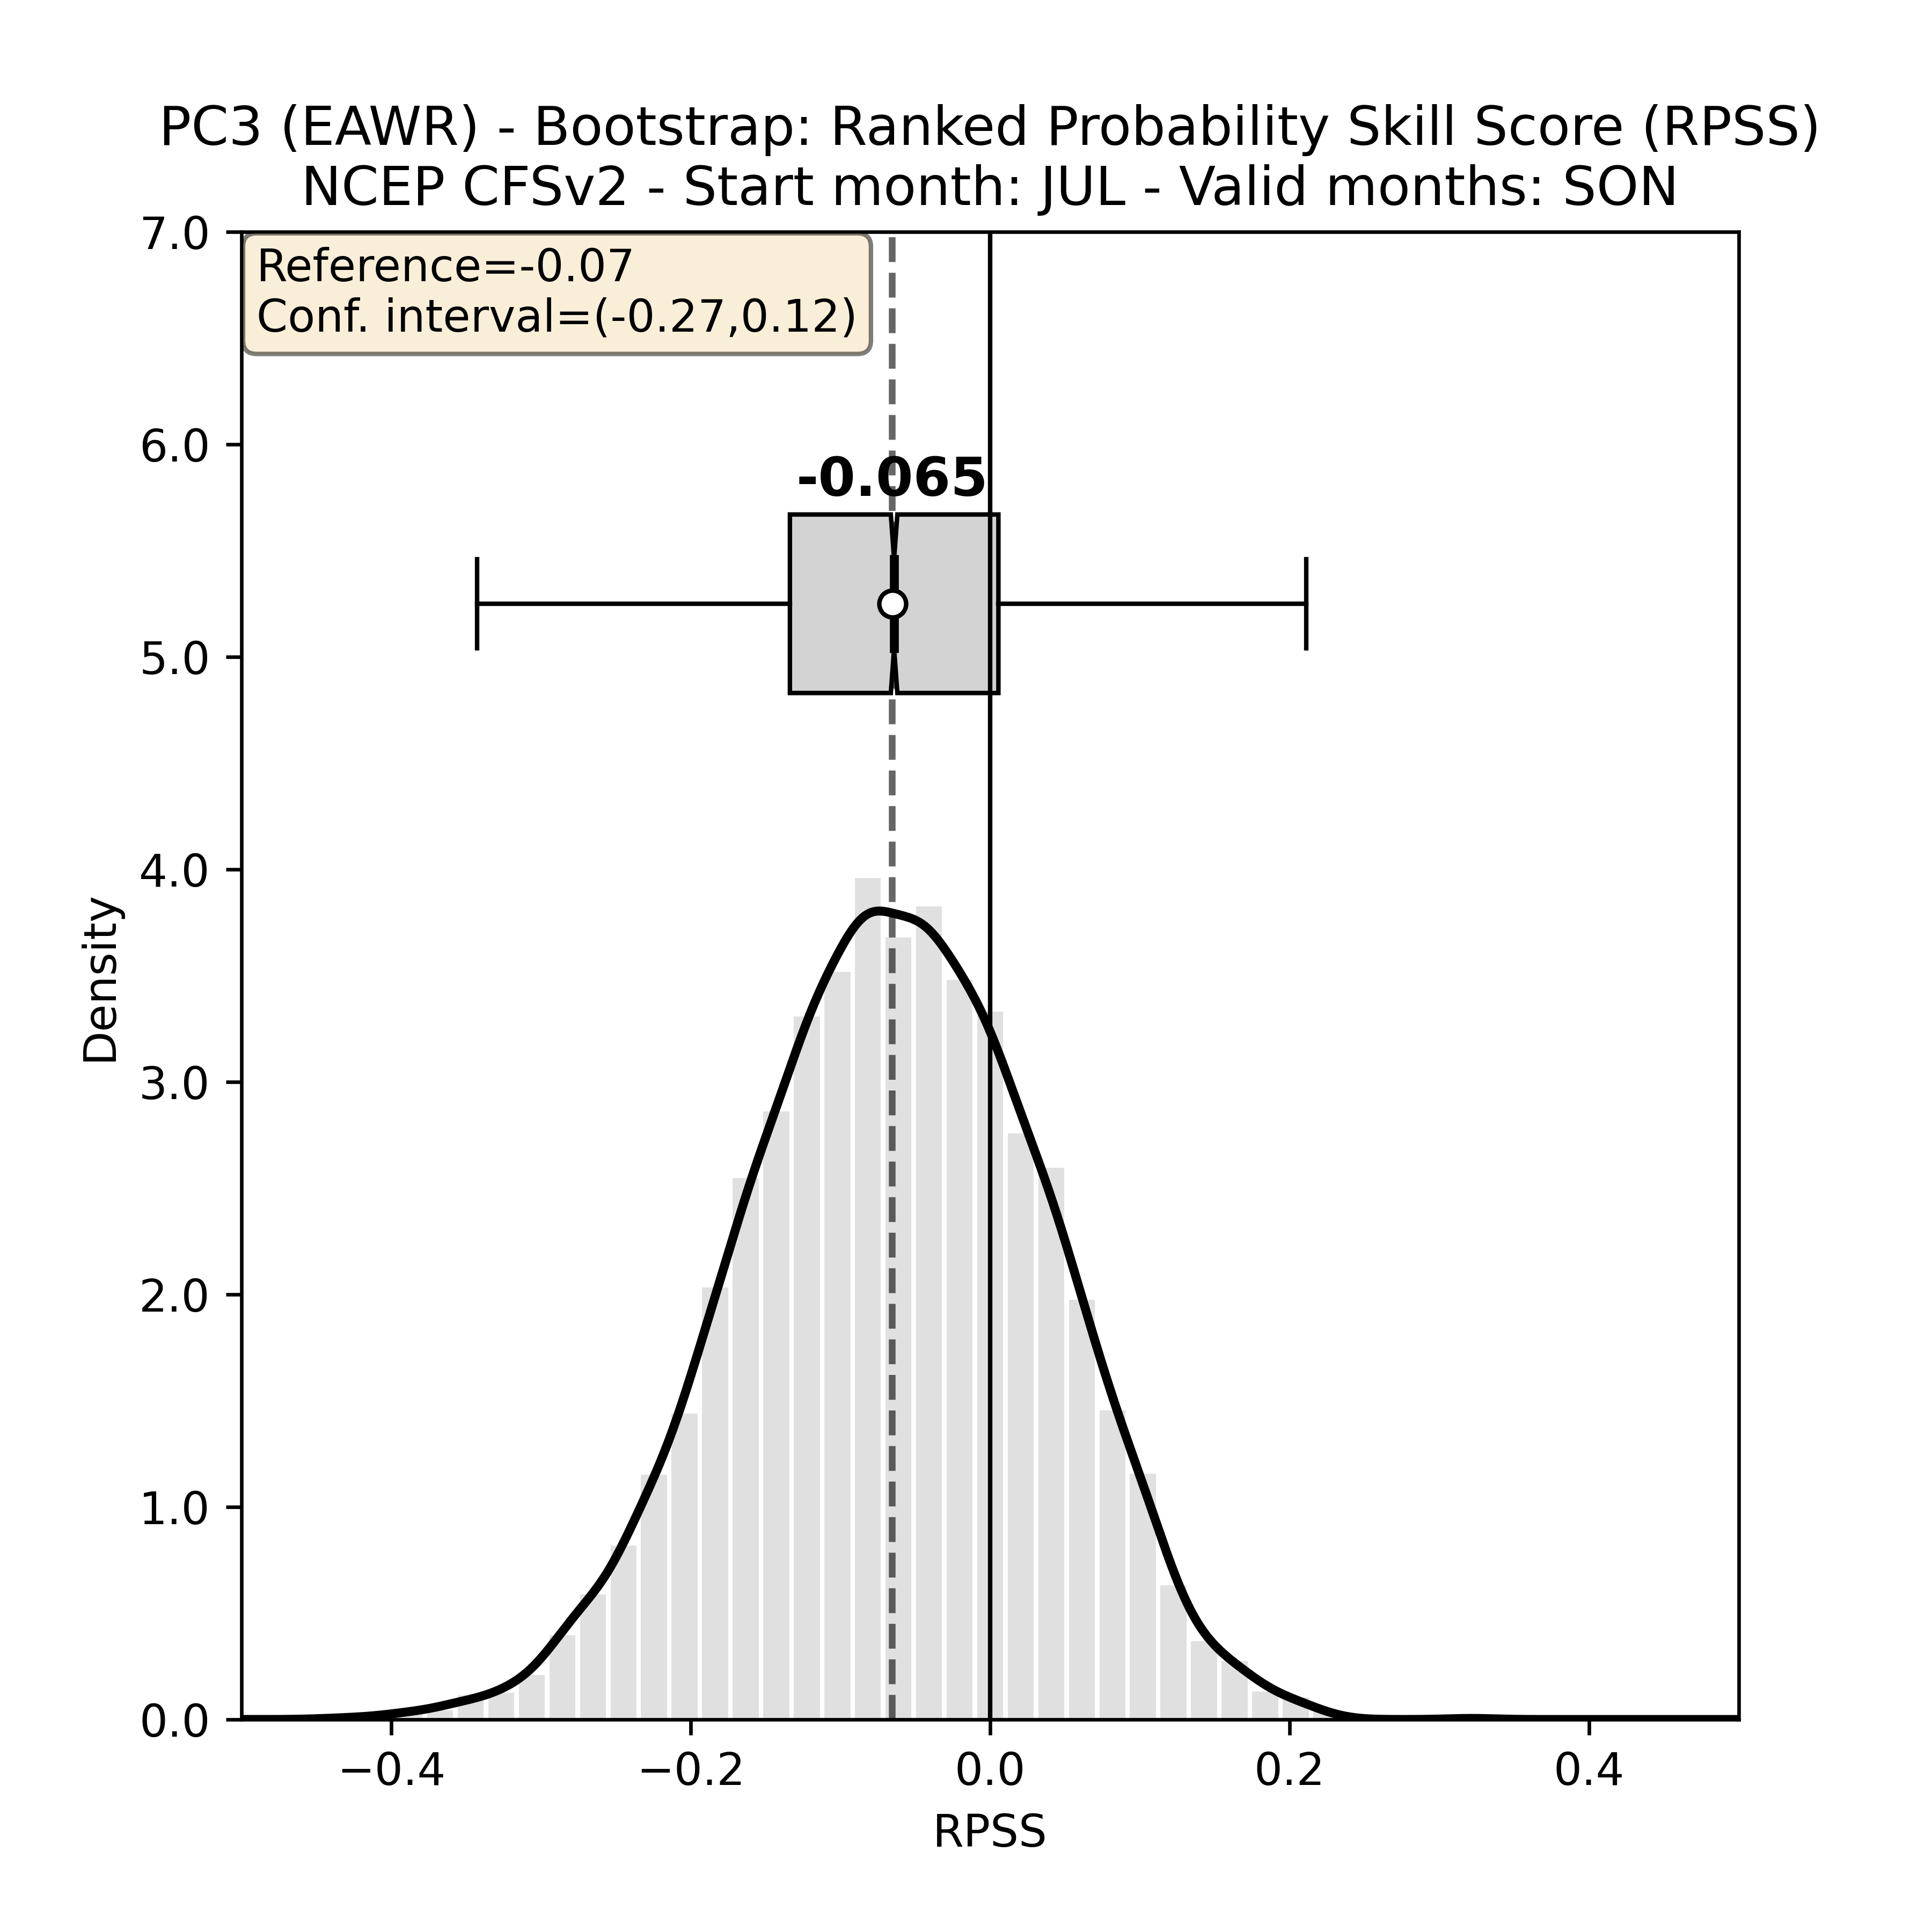 PC3 (EAWR) - Bootstrap: Ranked Probability Skill Score (RPSS)
NCEP CFSv2 - Start month: JUL - Valid months: SON
7.0
Reference=-0.07
Conf. interval=(-0.27,0.12)
6.0
-0.065
5.0
4.0
Density
3.0
2.0
1.0
0.0
−0.4 −0.2 0.0 0.2 0.4
RPSS